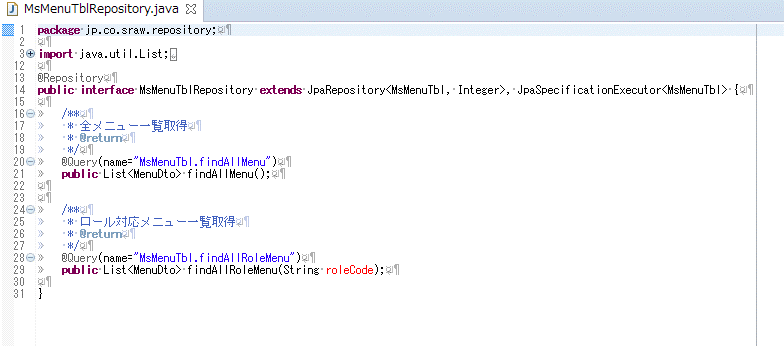 MsMenuTblRepository.java
1 package jp.co.sraw.repository;
2
3 import java.util.List;
12
13 @Repository
14 public interface MsMenuTblRepository extends JpaRepository<MsMenuTbl, Integer>, JpaSpecificationExecutor<MsMenuTbl> {
15
16 /**
17 * 全メニュー一覧取得
18 * @return
19 */
20 @Query(name="MsMenuTbl.findAllMenu")
21 public List<MenuDto> findAllMenu();
22
23
24 /**
25 * ロール対応メニュー一覧取得
26 * @return
27 */
28 @Query(name="MsMenuTbl.findAllRoleMenu")
29 public List<MenuDto> findAllRoleMenu(String roleCode);
30
31 }